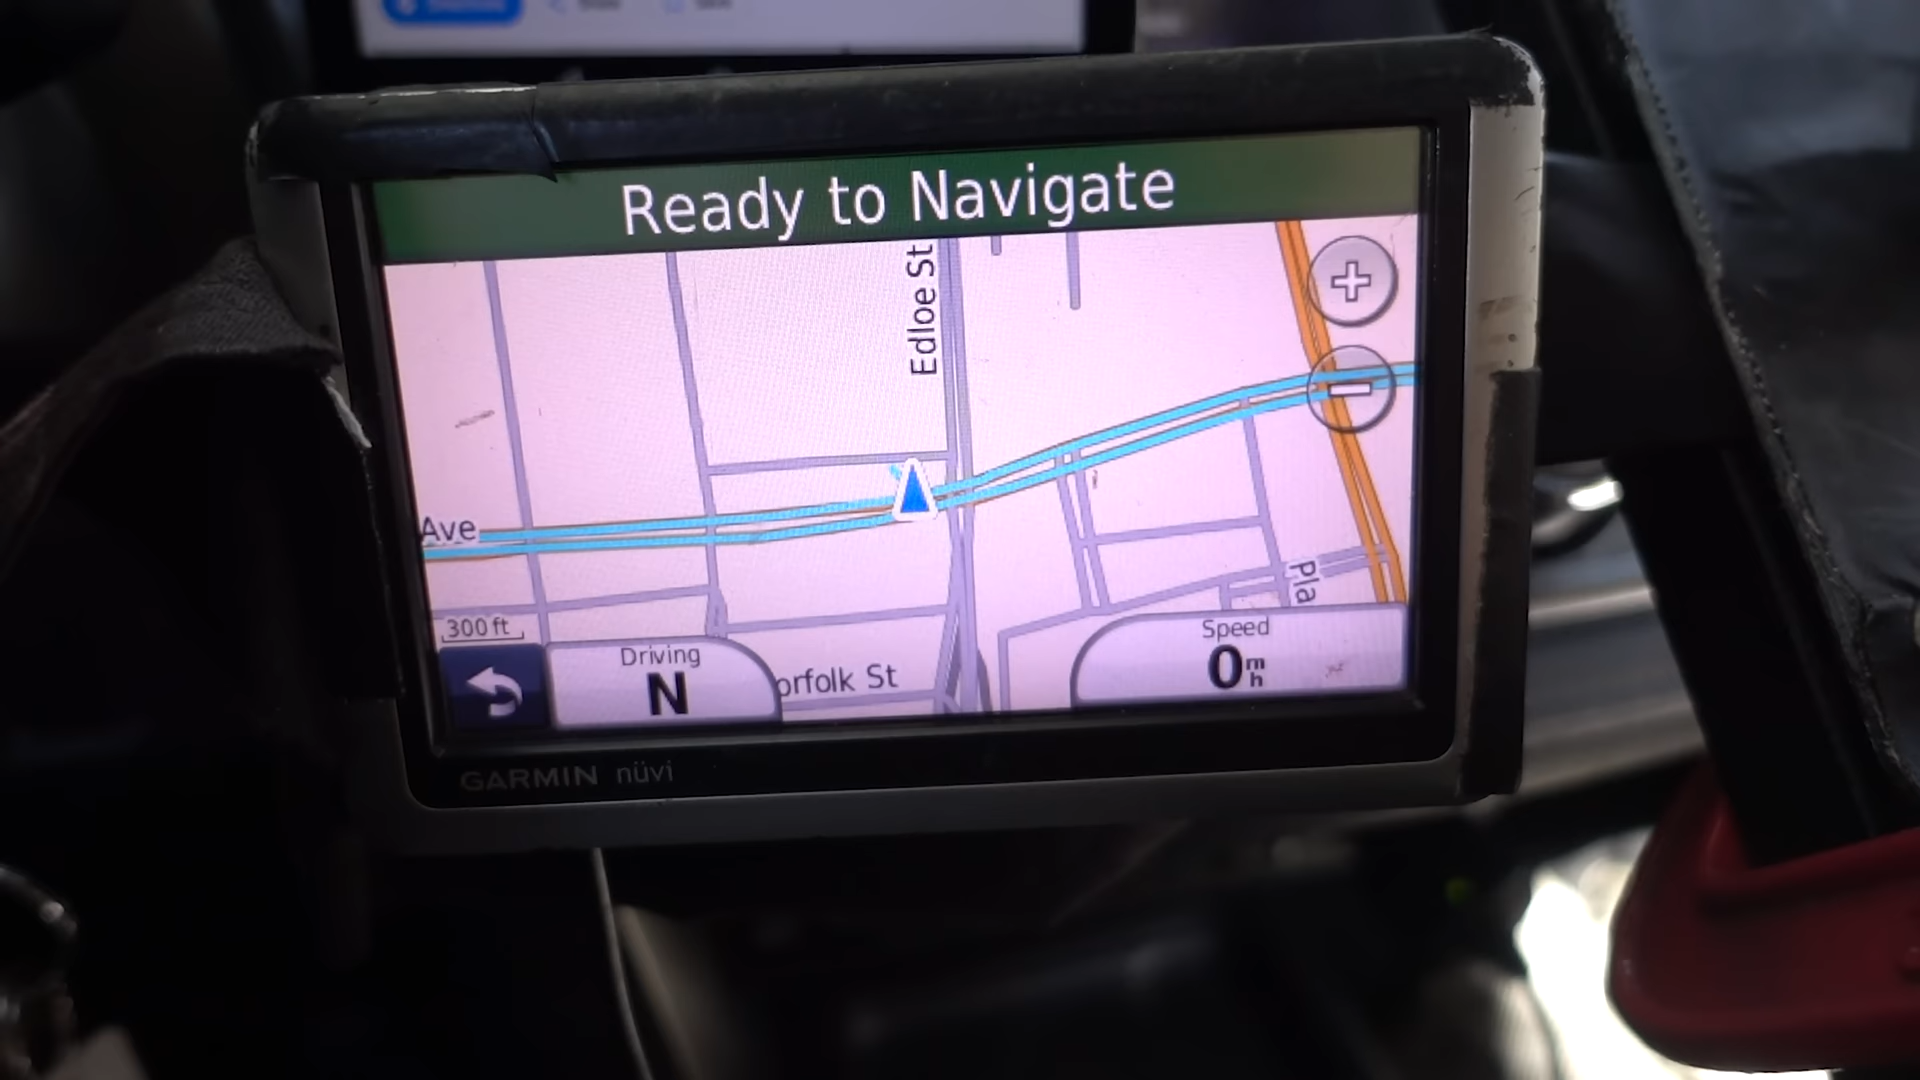 Ready to Navigate
Edloe St
Ave
Pla
300 ft
Driving
N
orfolk St
Speed
0 mh
GARMIN nüvi